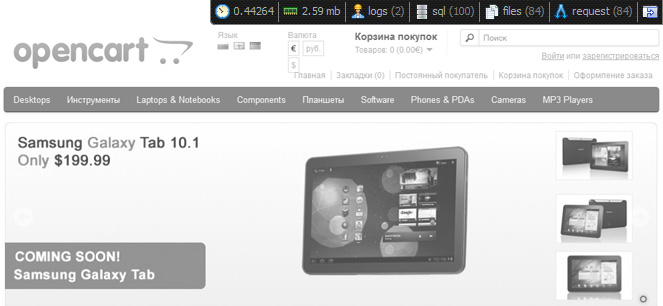 0.44264 2.59 mb logs (2) sql (100) files (84) request (84)
opencart
Язык Валюта Корзина покупок Поиск
€ руб. Товаров: 0 (0.00€)
$ Войти или зарегистрироваться
Главная Закладки (0) Постоянный покупатель Корзина покупок Оформление заказа
Desktops Инструменты Laptops & Notebooks Components Планшеты Software Phones & PDAs Cameras MP3 Players
Samsung Galaxy Tab 10.1
Only $199.99
COMING SOON!
Samsung Galaxy Tab